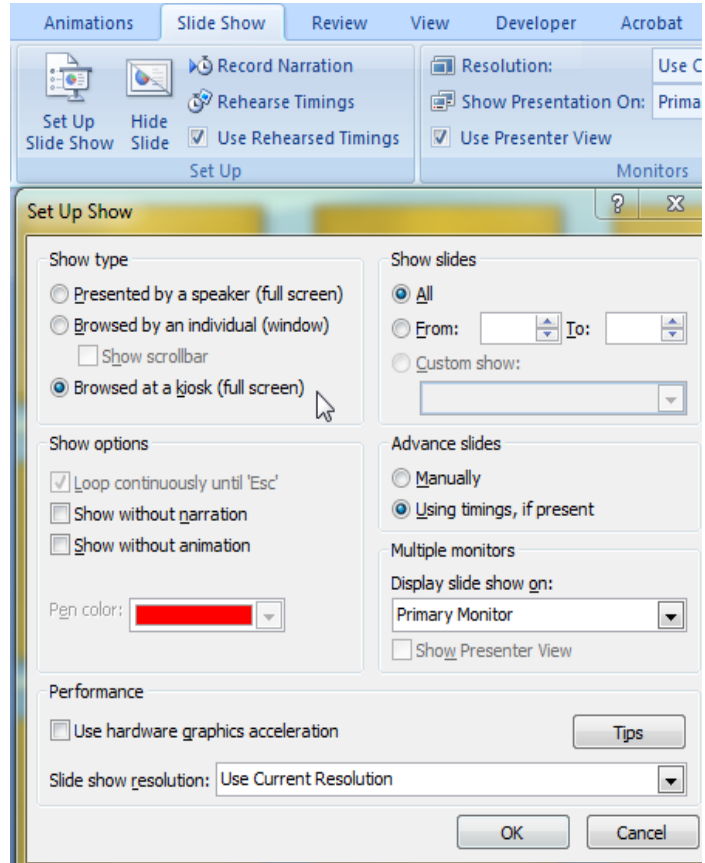 Animations Slide Show Review View Developer Acrobat
Record Narration
Rehearse Timings
Use Rehearsed Timings
Set Up
Slide Show
Hide
Slide
Set Up
Resolution: Use C
Show Presentation On: Prima
Use Presenter View
Monitors
Set Up Show
? X
Show type
Presented by a speaker (full screen)
Browsed by an individual (window)
Show scrollbar
Browsed at a kiosk (full screen)
Show slides
All
From: To:
Custom show:
Show options
Loop continuously until 'Esc'
Show without narration
Show without animation
Pen color:
Advance slides
Manually
Using timings, if present
Multiple monitors
Display slide show on:
Primary Monitor
Show Presenter View
Performance
Use hardware graphics acceleration
Tips
Slide show resolution: Use Current Resolution
OK Cancel